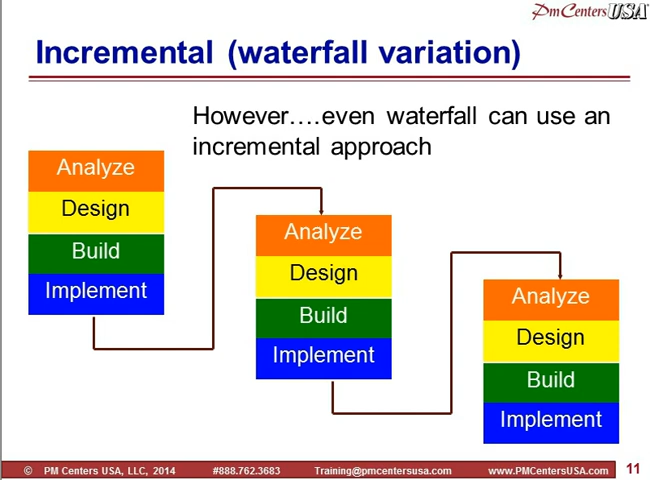 PmCenters USA
Incremental (waterfall variation)
However….even waterfall can use an
incremental approach
Analyze
Design
Build
Implement
Analyze
Design
Build
Implement
Analyze
Design
Build
Implement
© PM Centers USA, LLC, 2014 #888.762.3683 Training@pmcentersusa.com www.PMCentersUSA.com 11